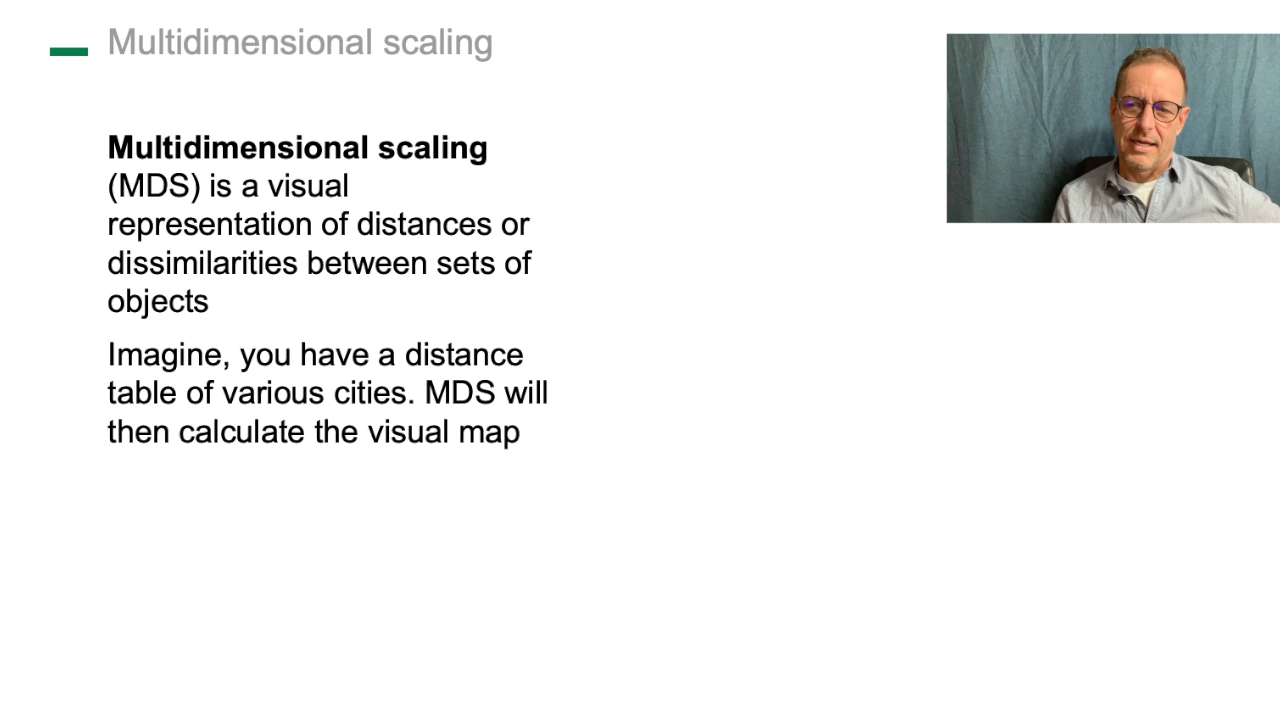 Multidimensional scaling
Multidimensional scaling
(MDS) is a visual
representation of distances or
dissimilarities between sets of
objects
Imagine, you have a distance
table of various cities. MDS will
then calculate the visual map